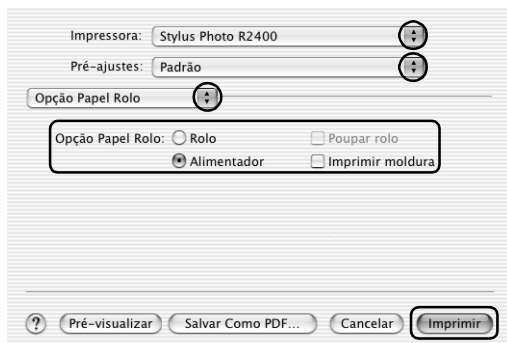 Impressora: Stylus Photo R2400
Pré-ajustes: Padrão
Opção Papel Rolo
Opção Papel Rolo: Rolo Poupar rolo
Alimentador Imprimir moldura
? Pré-visualizar Salvar Como PDF... Cancelar Imprimir